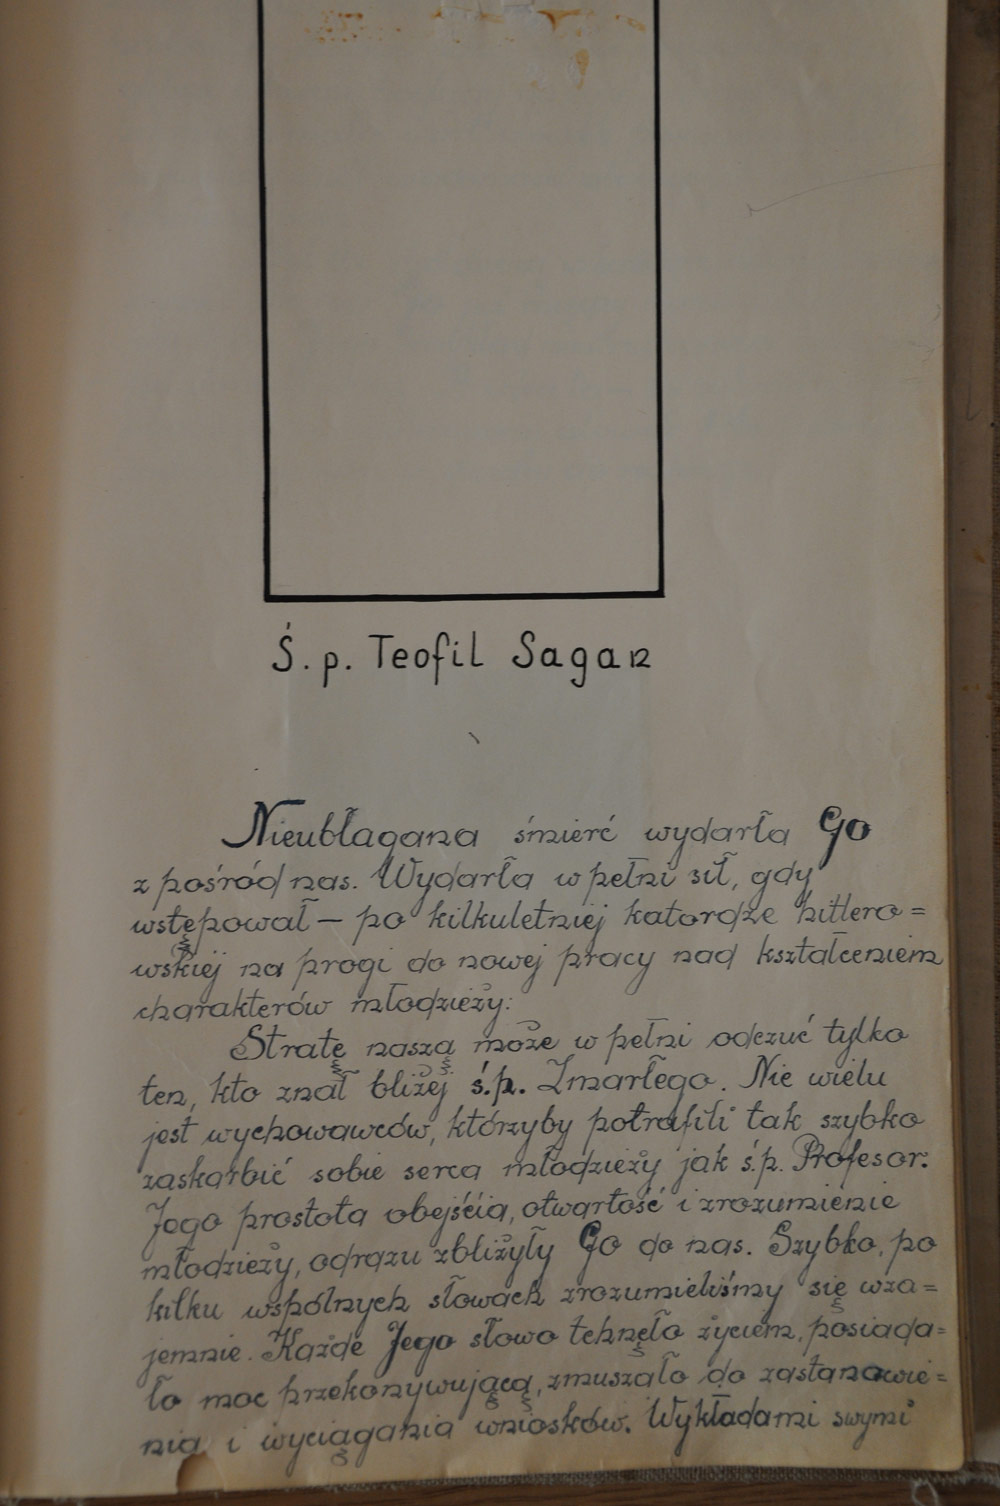 Ś.p. Teofil Sagan
Nieubłagana śmierć wydarła Go
z pośród nas. Wydarła w pełni sił, gdy
wstępował — po kilkuletniej katordze hitlero=
wskiej na progi do nowej pracy nad kształceniem
charakterów młodzieży:
Stratę naszą może w pełni odczuć tylko
ten, kto znał bliżej ś.p. Zmarłego. Nie wielu
jest wychowawców, którzyby potrafili tak szybko
zaskarbić sobie serca młodzieży jak ś.p. Profesor.
Jego prostota obejścia, otwartość i zrozumienie
młodzieży, odrazu zbliżyły Go do nas. Szybko, po
kilku wspólnych słowach zrozumieliśmy się wza=
jemnie. Każde Jego słowo tchnęło życiem, posiada=
ło moc przekonywującą, zmuszało do zastanowie=
nia i wyciągania wniosków. Wykładami swymi